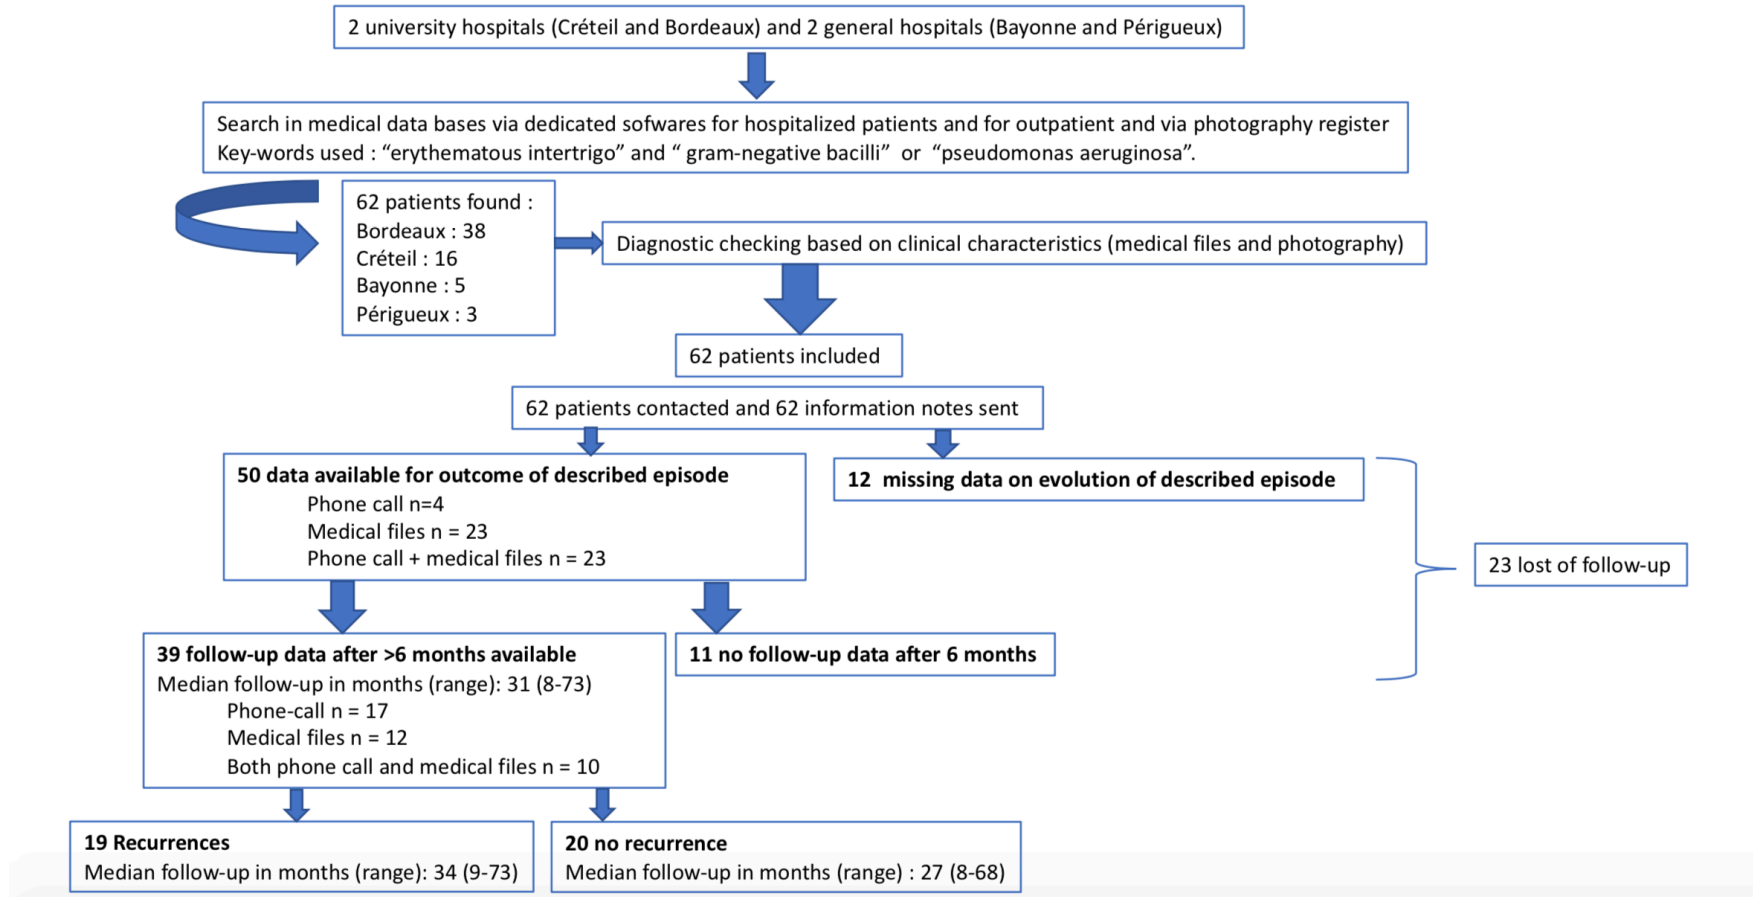 2 university hospitals (Créteil and Bordeaux) and 2 general hospitals (Bayonne and Périgueux)
Search in medical data bases via dedicated sofwares for hospitalized patients and for outpatient and via photography register
Key-words used : “erythematous intertrigo” and “ gram-negative bacilli” or “pseudomonas aeruginosa”.
62 patients found :
Bordeaux : 38
Créteil : 16
Bayonne : 5
Périgueux : 3
Diagnostic checking based on clinical characteristics (medical files and photography)
62 patients included
62 patients contacted and 62 information notes sent
50 data available for outcome of described episode
Phone call n=4
Medical files n = 23
Phone call + medical files n = 23
12 missing data on evolution of described episode
23 lost of follow-up
39 follow-up data after >6 months available
Median follow-up in months (range): 31 (8-73)
Phone-call n = 17
Medical files n = 12
Both phone call and medical files n = 10
11 no follow-up data after 6 months
19 Recurrences
Median follow-up in months (range): 34 (9-73)
20 no recurrence
Median follow-up in months (range) : 27 (8-68)